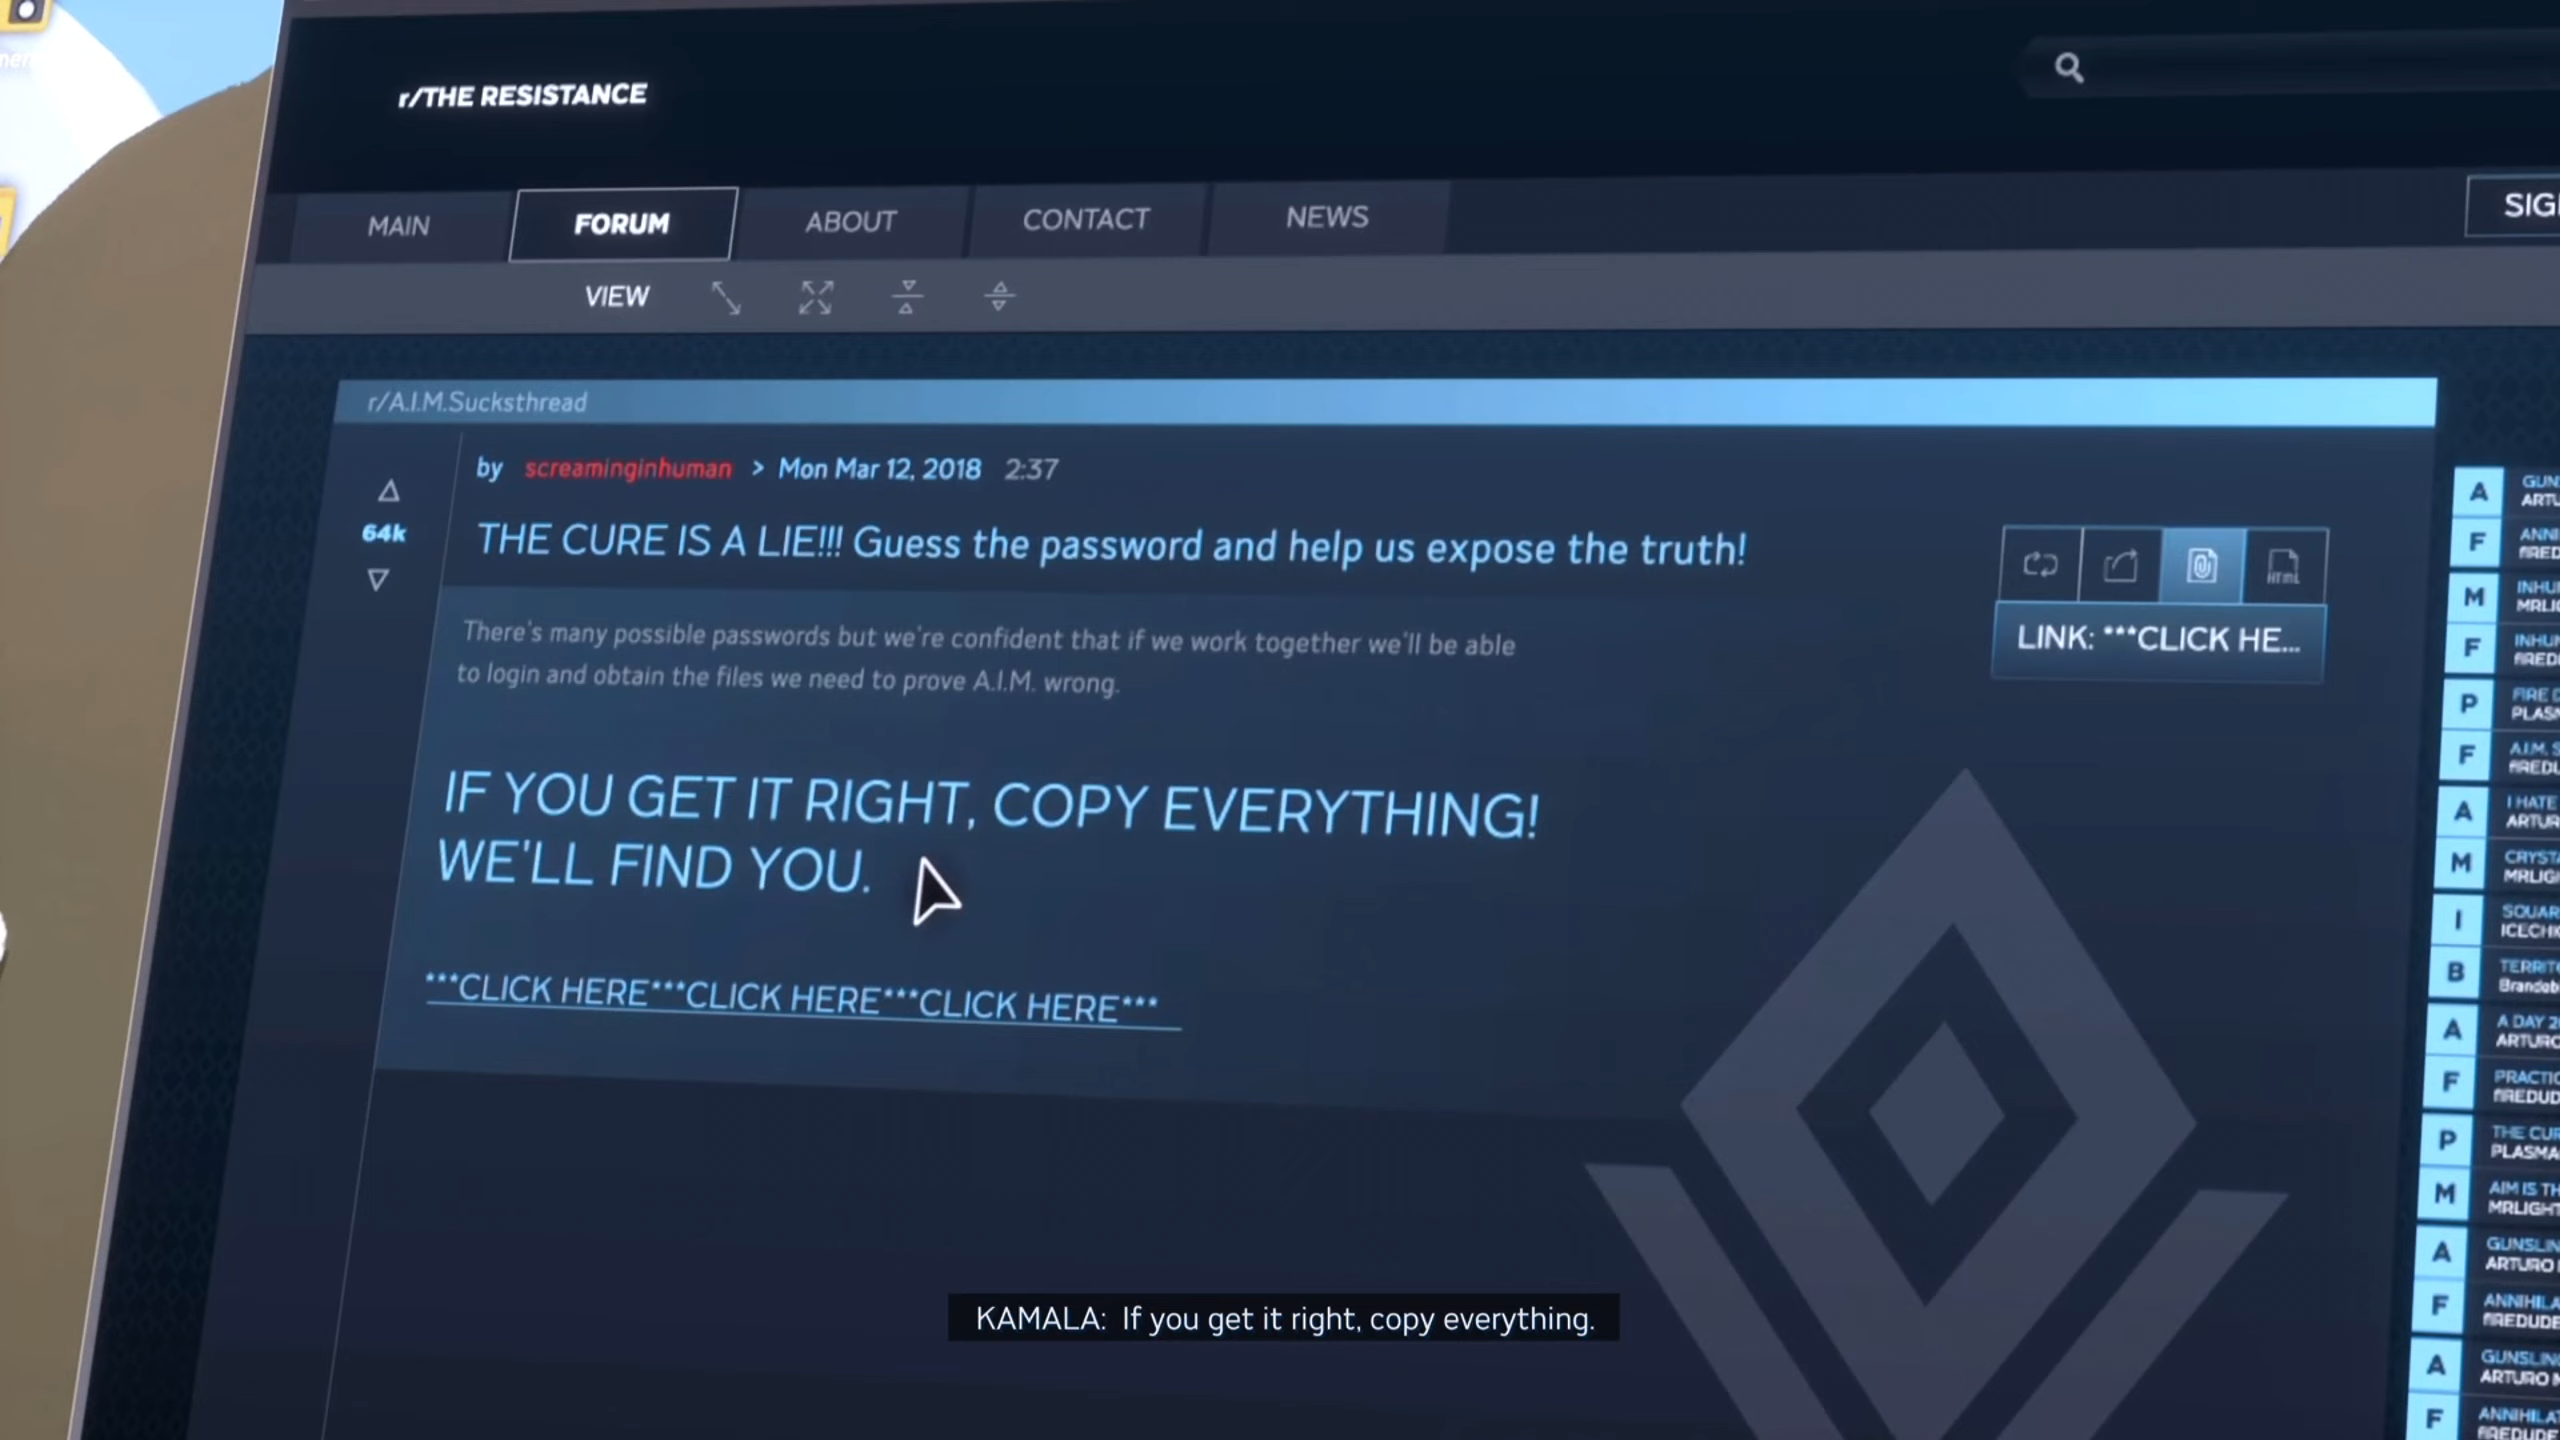 r/THE RESISTANCE
MAIN
FORUM
ABOUT
CONTACT
NEWS
VIEW
r/A.I.M.Sucksthread
by screaminginhuman > Mon Mar 12, 2018 2:37
64k
THE CURE IS A LIE!!! Guess the password and help us expose the truth!
There's many possible passwords but we're confident that if we work together we'll be able
to login and obtain the files we need to prove A.I.M. wrong.
HTML
LINK: ***CLICK HE...
IF YOU GET IT RIGHT, COPY EVERYTHING!
WE'LL FIND YOU.
***CLICK HERE***CLICK HERE***CLICK HERE***
A
F
M
F
P
F
A
I HATE
M
I
B
A
A DAY
F
P
M
A
F
A
F
KAMALA: If you get it right, copy everything.